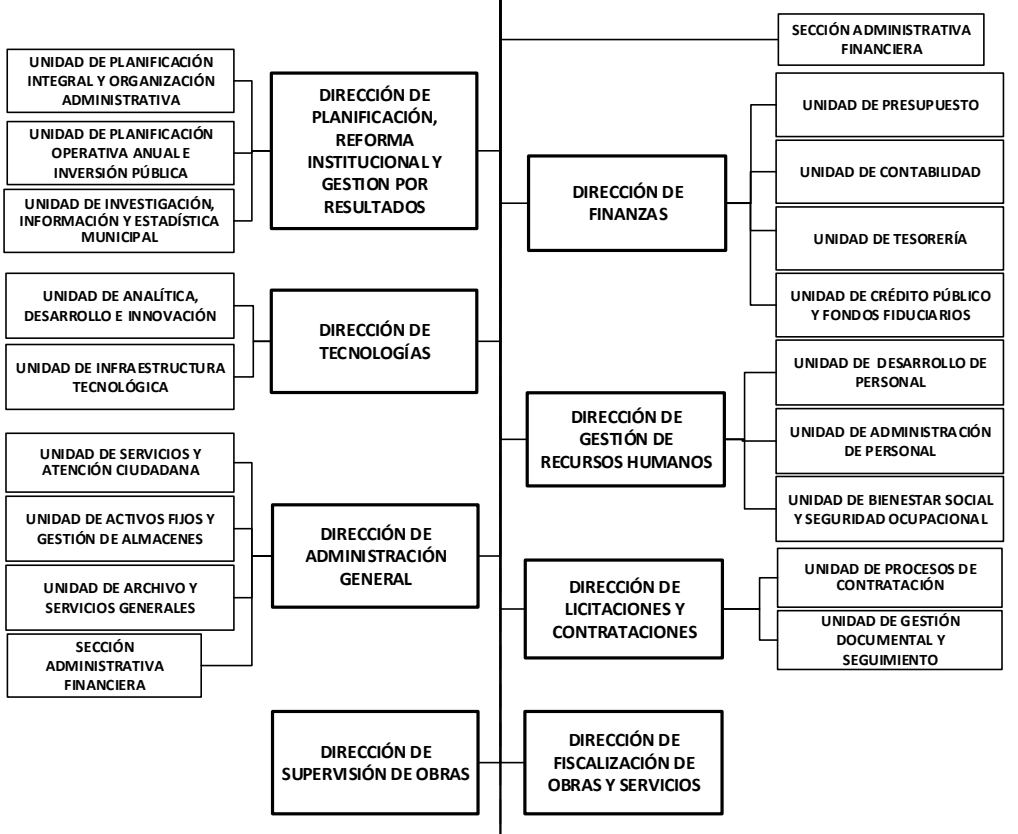 UNIDAD DE PLANIFICACIÓN
INTEGRAL Y ORGANIZACIÓN
ADMINISTRATIVA
UNIDAD DE PLANIFICACIÓN
OPERATIVA ANUAL E
INVERSIÓN PÚBLICA
UNIDAD DE INVESTIGACIÓN,
INFORMACIÓN Y ESTADÍSTICA
MUNICIPAL
DIRECCIÓN DE
PLANIFICACIÓN,
REFORMA
INSTITUCIONAL Y
GESTION POR
RESULTADOS
UNIDAD DE ANALÍTICA,
DESARROLLO E INNOVACIÓN
UNIDAD DE INFRAESTRUCTURA
TECNOLÓGICA
DIRECCIÓN DE
TECNOLOGÍAS
UNIDAD DE SERVICIOS Y
ATENCIÓN CIUDADANA
UNIDAD DE ACTIVOS FIJOS Y
GESTIÓN DE ALMACENES
UNIDAD DE ARCHIVO Y
SERVICIOS GENERALES
SECCIÓN
ADMINISTRATIVA
FINANCIERA
DIRECCIÓN DE
ADMINISTRACIÓN
GENERAL
DIRECCIÓN DE
SUPERVISIÓN DE OBRAS
SECCIÓN ADMINISTRATIVA
FINANCIERA
DIRECCIÓN DE
FINANZAS
UNIDAD DE PRESUPUESTO
UNIDAD DE CONTABILIDAD
UNIDAD DE TESORERÍA
UNIDAD DE CRÉDITO PÚBLICO
Y FONDOS FIDUCIARIOS
DIRECCIÓN DE
GESTIÓN DE
RECURSOS HUMANOS
UNIDAD DE DESARROLLO DE
PERSONAL
UNIDAD DE ADMINISTRACIÓN
DE PERSONAL
UNIDAD DE BIENESTAR SOCIAL
Y SEGURIDAD OCUPACIONAL
DIRECCIÓN DE
LICITACIONES Y
CONTRATACIONES
UNIDAD DE PROCESOS DE
CONTRATACIÓN
UNIDAD DE GESTIÓN
DOCUMENTAL Y
SEGUIMIENTO
DIRECCIÓN DE
FISCALIZACIÓN DE
OBRAS Y SERVICIOS